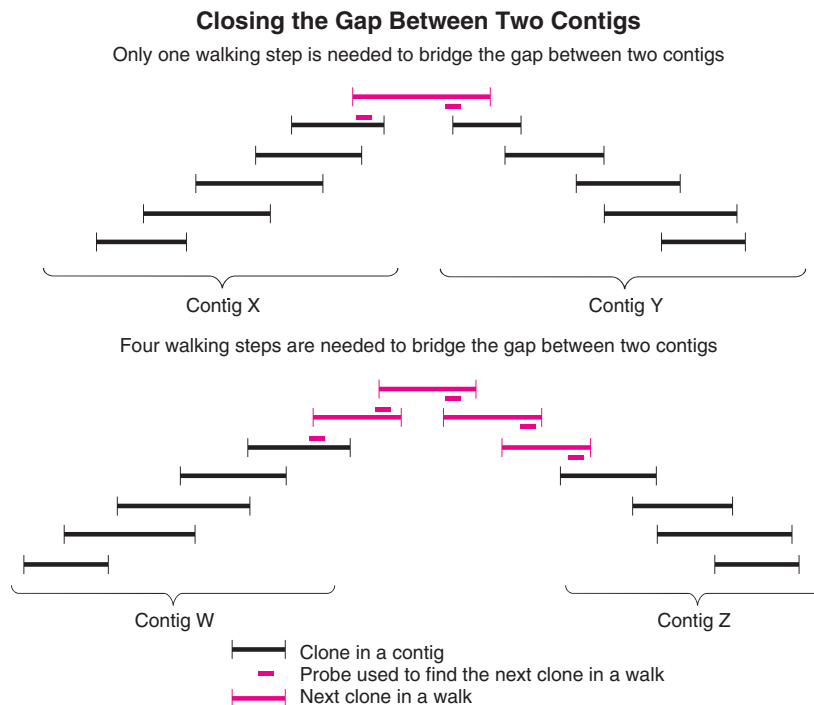 Closing the Gap Between Two Contigs
Only one walking step is needed to bridge the gap between two contigs
Contig X
Contig Y
Four walking steps are needed to bridge the gap between two contigs
Contig W
Contig Z
Clone in a contig
Probe used to find the next clone in a walk
Next clone in a walk